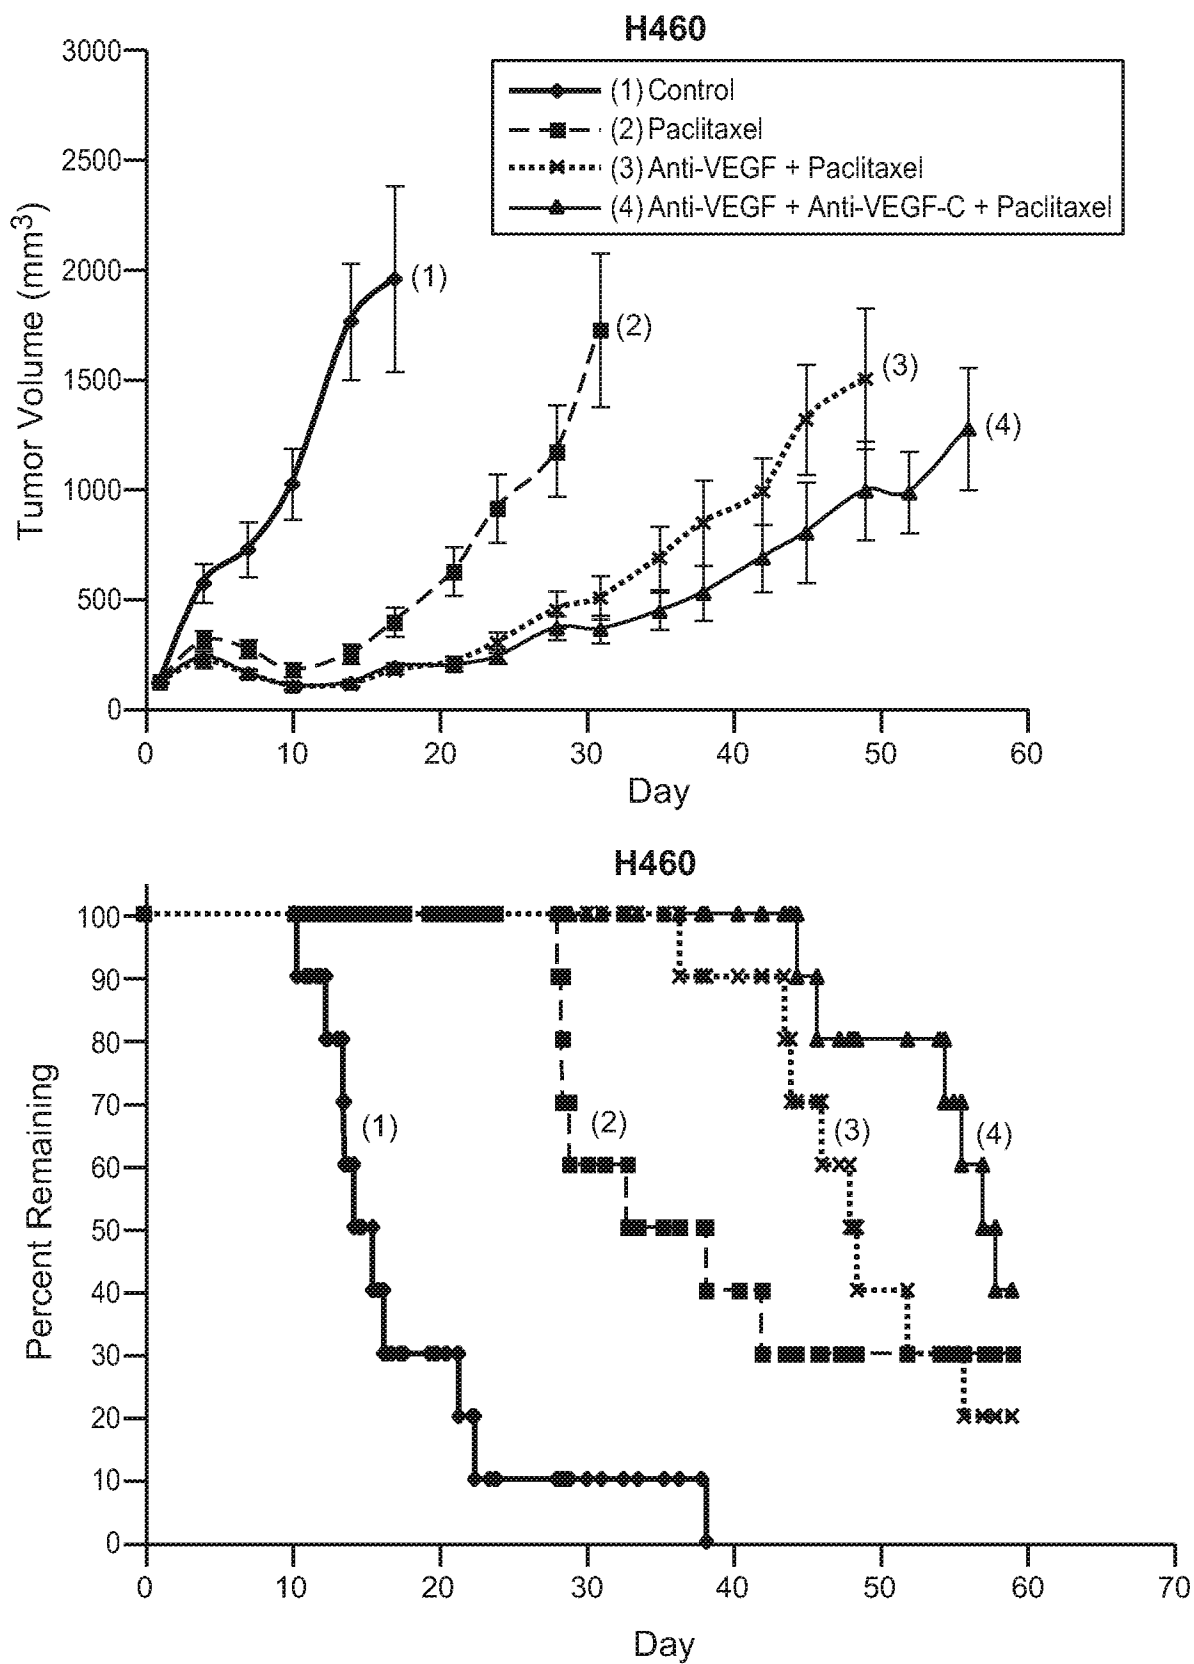 H460
3000
2500
2000
1500
1000
500
0
Tumor Volume (mm³)
(1) Control
(2) Paclitaxel
(3) Anti-VEGF + Paclitaxel
(4) Anti-VEGF + Anti-VEGF-C + Paclitaxel
(1)
(2)
(3)
(4)
0 10 20 30 40 50 60
Day
H460
100
90
80
70
60
50
40
30
20
10
0
Percent Remaining
(1)
(2)
(3)
(4)
0 10 20 30 40 50 60 70
Day